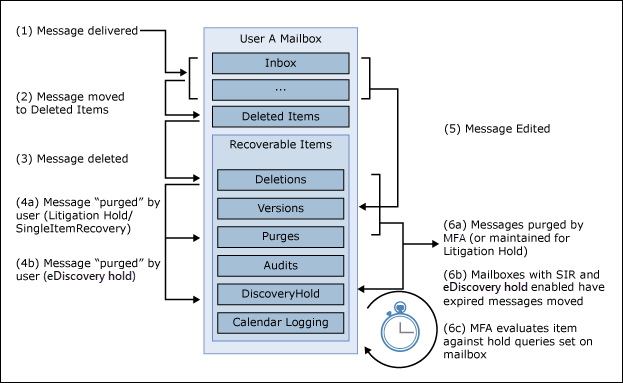 (1) Message delivered
(2) Message moved
to Deleted Items
(3) Message deleted
(4a) Message “purged” by
user (Litigation Hold/
SingleItemRecovery)
(4b) Message “purged” by
user (eDiscovery hold)
User A Mailbox
Inbox
...
Deleted Items
Recoverable Items
Deletions
Versions
Purges
Audits
DiscoveryHold
Calendar Logging
(5) Message Edited
(6a) Messages purged by
MFA (or maintained for
Litigation Hold)
(6b) Mailboxes with SIR and
eDiscovery hold enabled have
expired messages moved
(6c) MFA evaluates item
against hold queries set on
mailbox